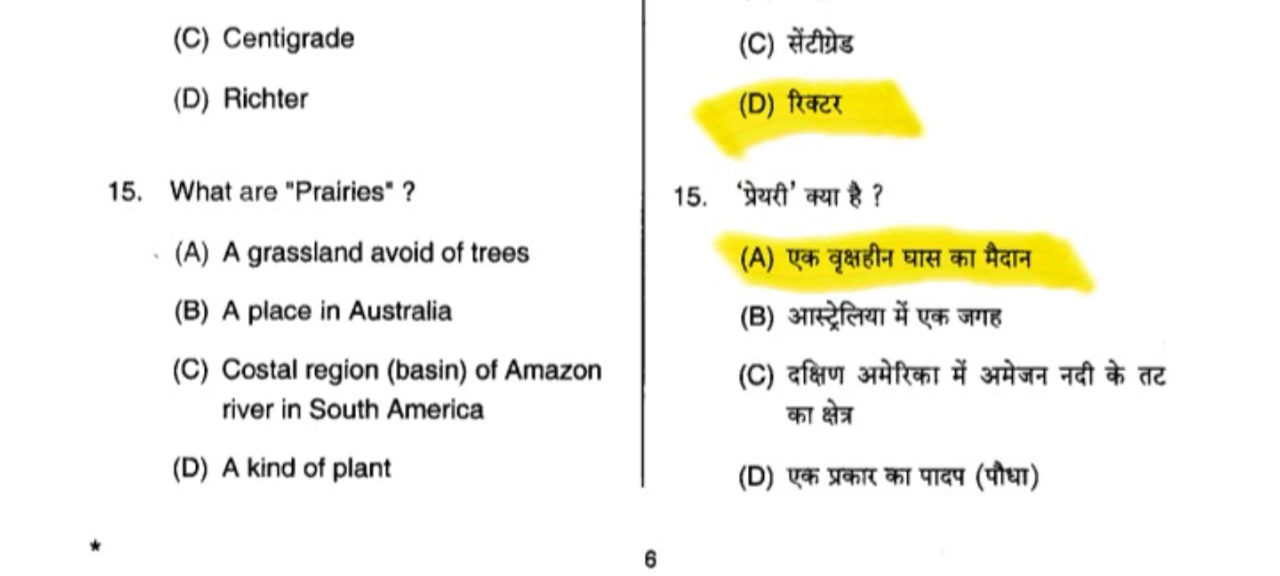 (C) Centigrade
(D) Richter
15. What are "Prairies" ?
(A) A grassland avoid of trees
(B) A place in Australia
(C) Costal region (basin) of Amazon
river in South America
(D) A kind of plant
(C) सेंटीग्रेड
(D) रिक्टर
15. ‘प्रेयरी’ क्या है ?
(A) एक वृक्षहीन घास का मैदान
(B) आस्ट्रेलिया में एक जगह
(C) दक्षिण अमेरिका में अमेजन नदी के तट
का क्षेत्र
(D) एक प्रकार का पादप (पौधा)
*
6